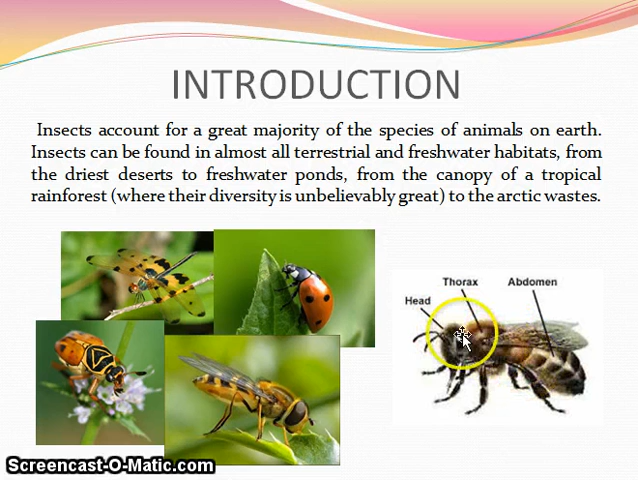 INTRODUCTION
Insects account for a great majority of the species of animals on earth.
Insects can be found in almost all terrestrial and freshwater habitats, from
the driest deserts to freshwater ponds, from the canopy of a tropical
rainforest (where their diversity is unbelievably great) to the arctic wastes.
Thorax Abdomen
Head
Screencast-O-Matic.com